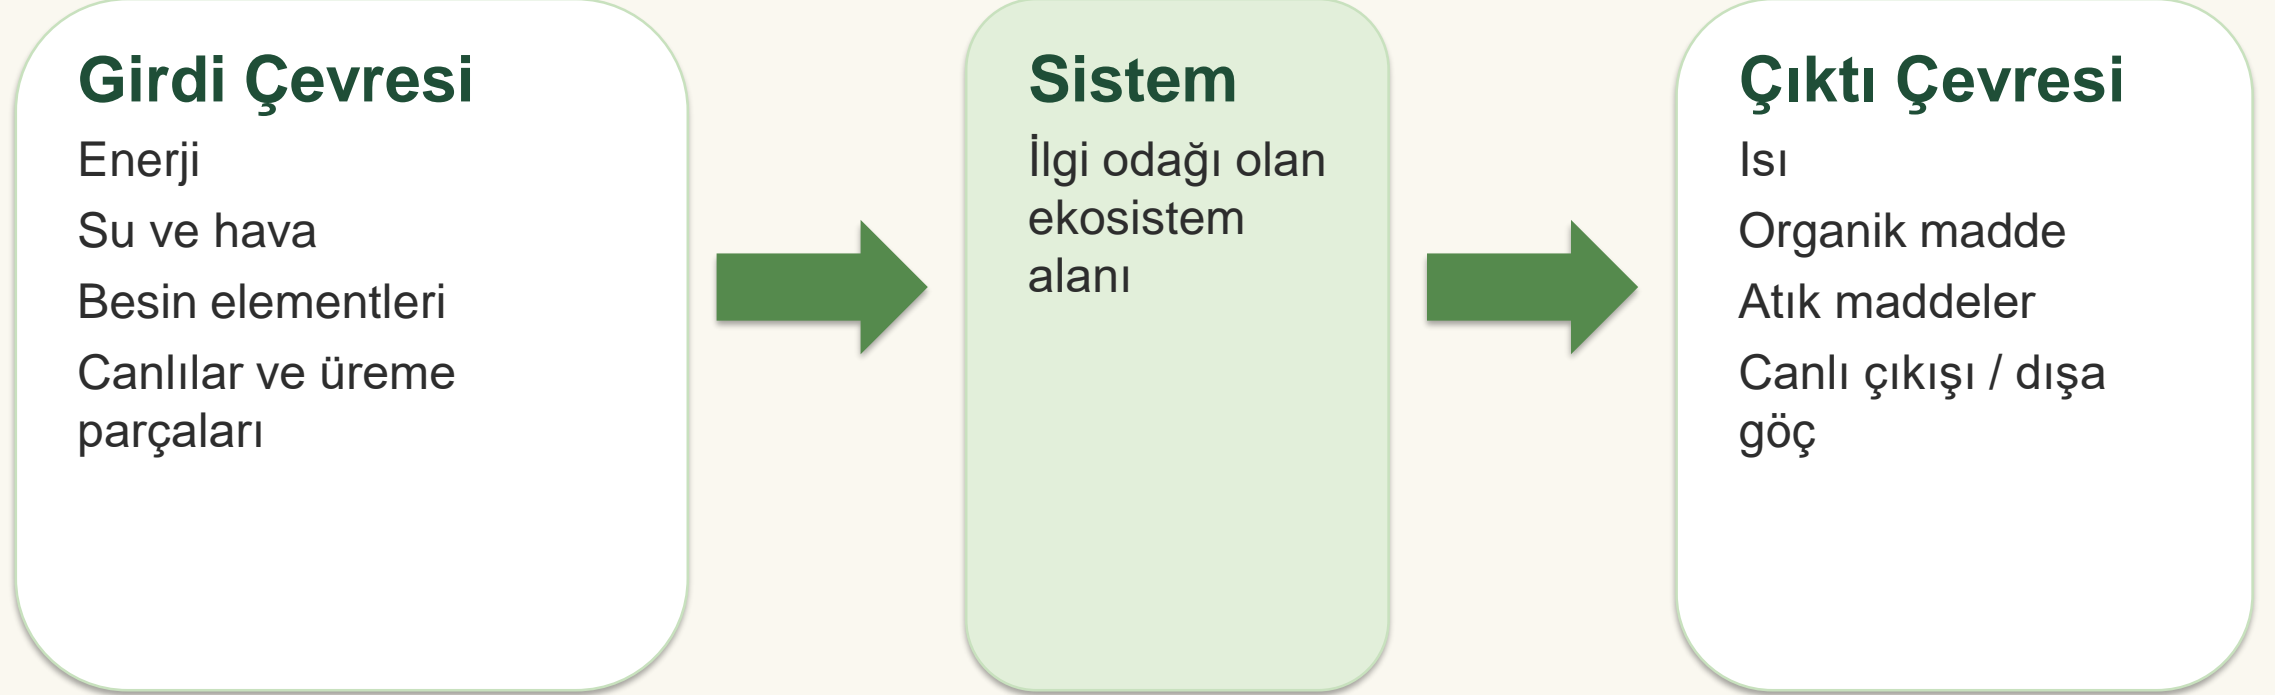 Girdi Çevresi
Enerji
Su ve hava
Besin elementleri
Canlılar ve üreme
parçaları
Sistem
İlgi odağı olan
ekosistem
alanı
Çıktı Çevresi
Isı
Organik madde
Atık maddeler
Canlı çıkışı / dışa
göç